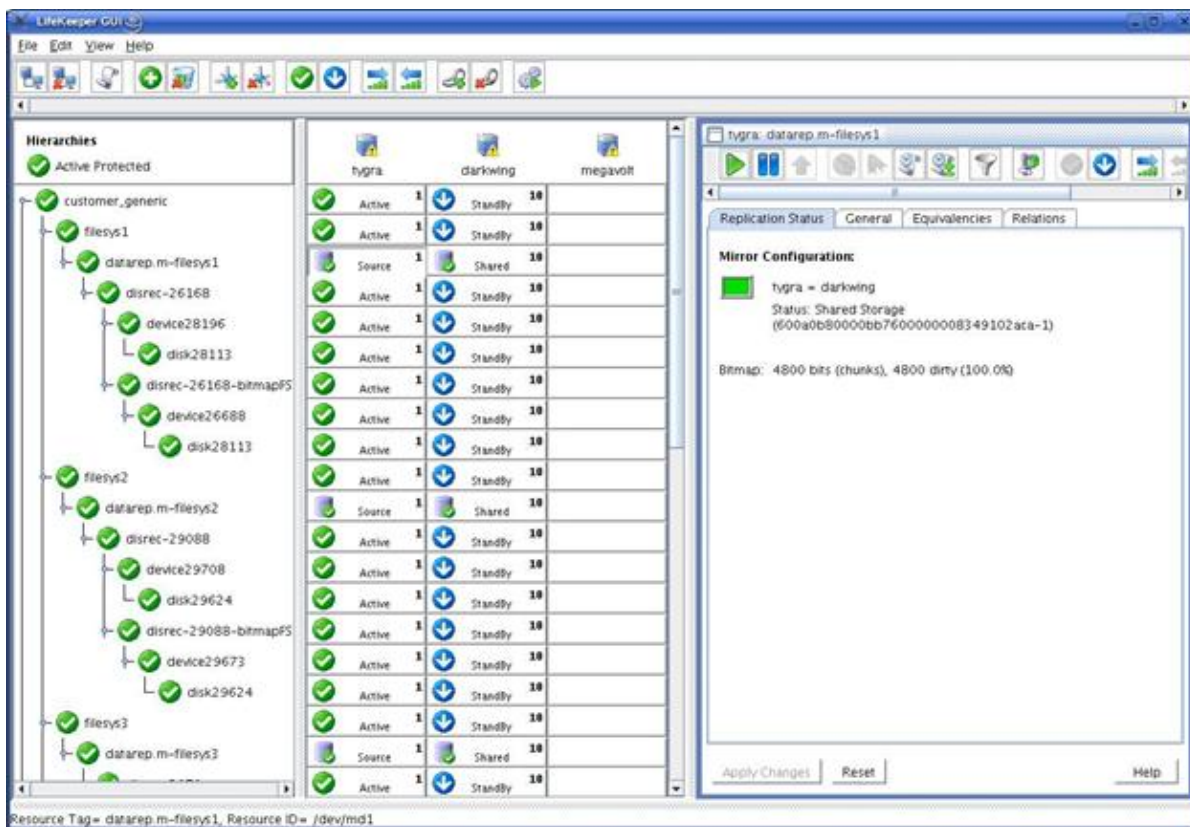 LifeKeeper GUI
File Edit View Help
Hierarchies
Active Protected
tygra darkwing megavolt
customer_generic Active 1 StandBy 10
filesys1 Active 1 StandBy 10
datarep.m-filesys1 Source 1 Shared 10
disrec-26168 Active 1 StandBy 10
device28196 Active 1 StandBy 10
disk28113 Active 1 StandBy 10
disrec-26168-bitmapFS Active 1 StandBy 10
device26688 Active 1 StandBy 10
disk28113 Active 1 StandBy 10
filesys2 Active 1 StandBy 10
datarep.m-filesys2 Source 1 Shared 10
disrec-29088 Active 1 StandBy 10
device29708 Active 1 StandBy 10
disk29624 Active 1 StandBy 10
disrec-29088-bitmapFS Active 1 StandBy 10
device29673 Active 1 StandBy 10
disk29624 Active 1 StandBy 10
filesys3 Active 1 StandBy 10
datarep.m-filesys3 Source 1 Shared 10
Active 1 StandBy 10
tygra: datarep.m-filesys1
Replication Status General Equivalencies Relations
Mirror Configuration:
tygra = darkwing
Status: Shared Storage
(600a0b80000bb7600000008349102aca-1)
Bitmap: 4800 bits (chunks), 4800 dirty (100.0%)
Apply Changes Reset Help
Resource Tag= datarep.m-filesys1, Resource ID= /dev/md1